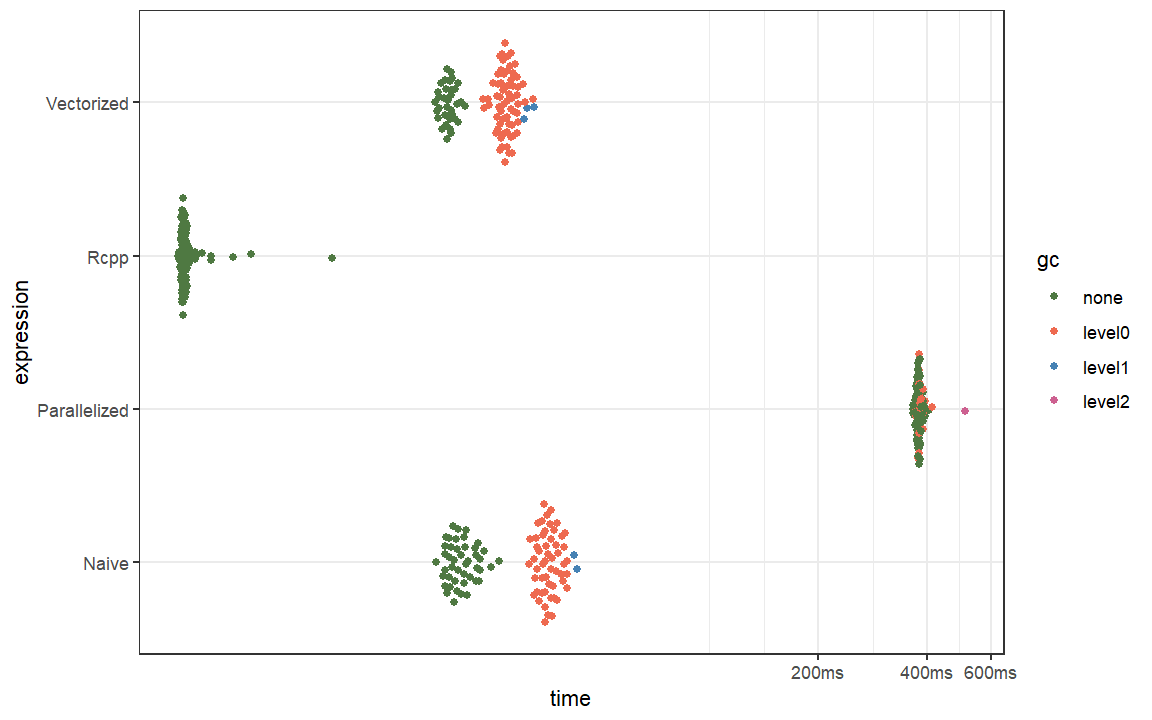 Vectorized
Rcpp
Parallelized
Naive
expression
200ms
400ms
600ms
time
gc
none
level0
level1
level2